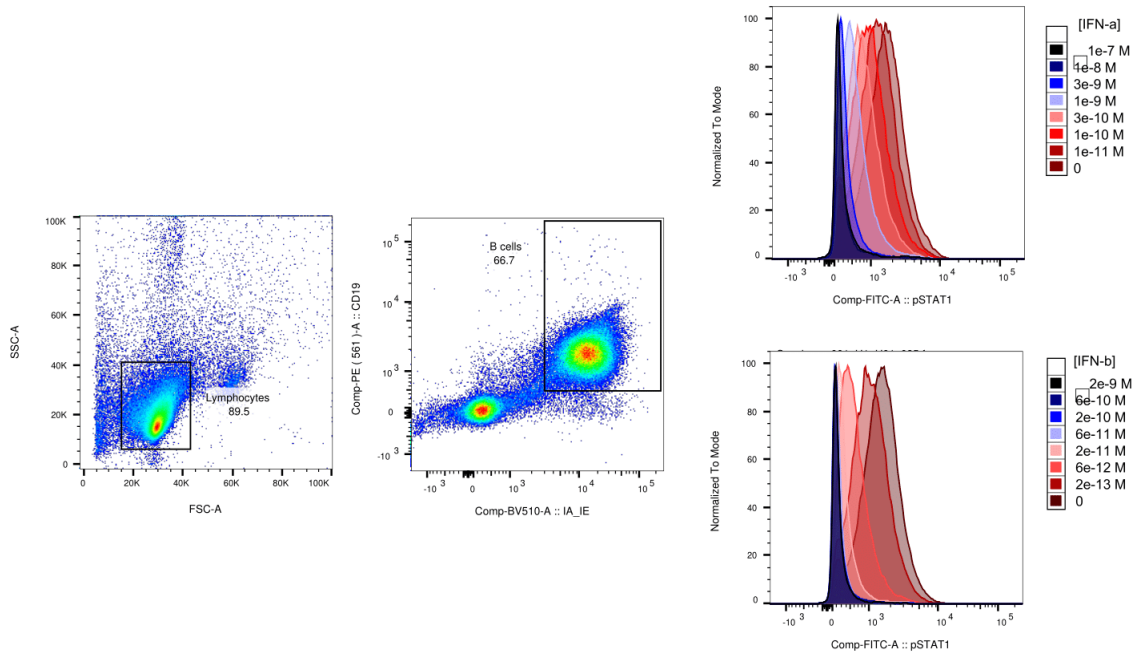 100K
80K
60K
40K
20K
0
SSC-A
Lymphocytes
89.5
0 20K 40K 60K 80K 100K
FSC-A
10 5
10 4
10 3
0
-10 3
Comp-PE ( 561 )-A :: CD19
B cells
66.7
-10 3 0 10 3 10 4 10 5
Comp-BV510-A :: IA_IE
100
80
60
40
20
0
Normalized To Mode
-10 3 0 10 3 10 4 10 5
Comp-FITC-A :: pSTAT1
[IFN-a]
1e-7 M
1e-8 M
3e-9 M
1e-9 M
3e-10 M
1e-10 M
1e-11 M
0
100
80
60
40
20
0
Normalized To Mode
-10 3 0 10 3 10 4 10 5
Comp-FITC-A :: pSTAT1
[IFN-b]
2e-9 M
6e-10 M
2e-10 M
6e-11 M
2e-11 M
6e-12 M
2e-13 M
0